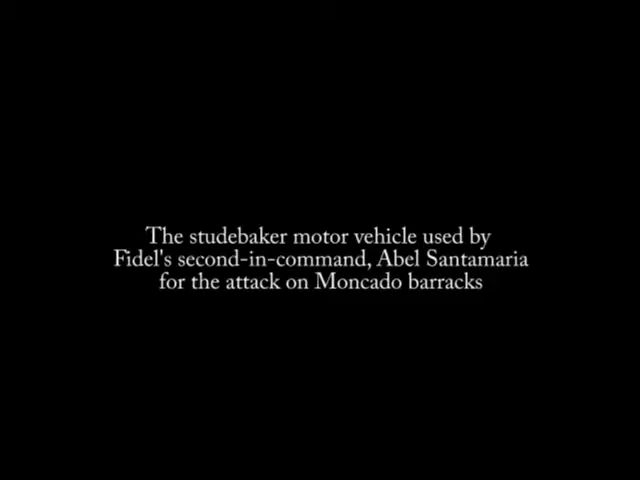 The studebaker motor vehicle used by
Fidel's second-in-command, Abel Santamaria
for the attack on Moncado barracks